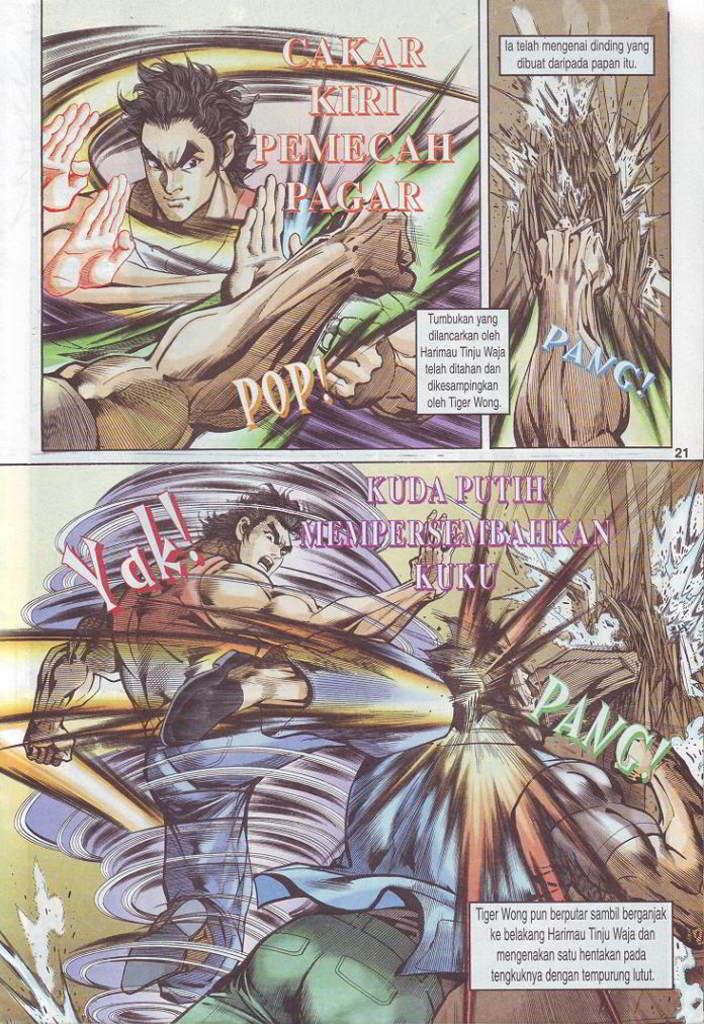 CAKAR
KIRI
PEMECAH
PAGAR
Ia telah mengenai dinding yang
dibuat daripada papan itu.
Tumbukan yang
dilancarkan oleh
Harimau Tinju Waja
telah ditahan dan
dikesampingkan
oleh Tiger Wong.
POP!
PANG!
21
KUDA PUTIH
MEMPERSEMBAHKAN
KUKU
Yak!
PANG!
Tiger Wong pun berputar sambil berganjak
ke belakang Harimau Tinju Waja dan
mengenakan satu hentakan pada
tengkuknya dengan tempurung lutut.